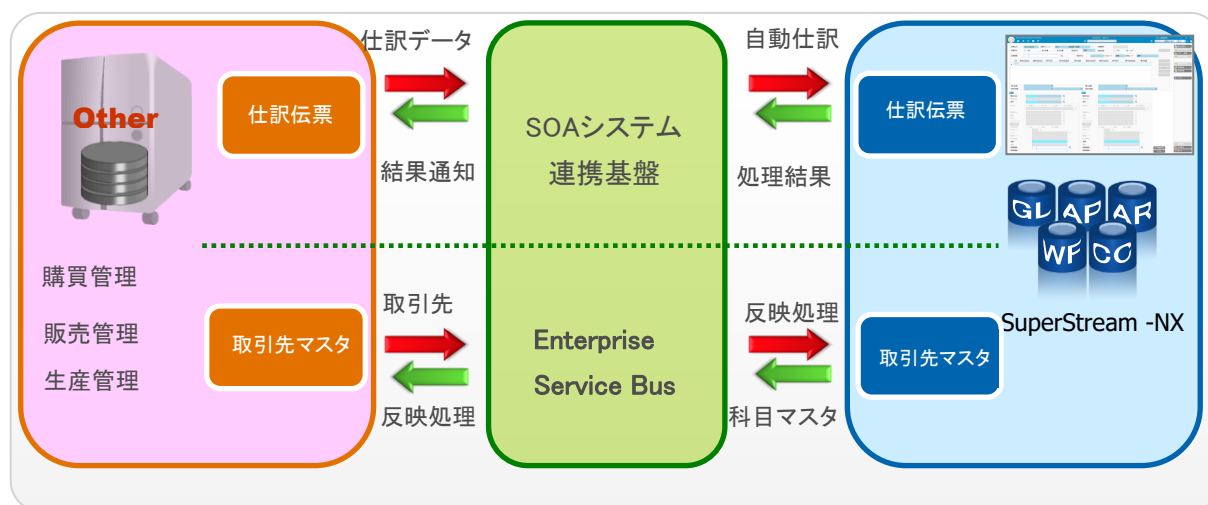 仕訳データ
自動仕訳
Other
仕訳伝票
SOAシステム
連携基盤
仕訳伝票
結果通知
処理結果
GL AP AR
WF CO
購買管理
販売管理
生産管理
取引先マスタ
取引先
反映処理
Enterprise
Service Bus
反映処理
科目マスタ
取引先マスタ
SuperStream -NX